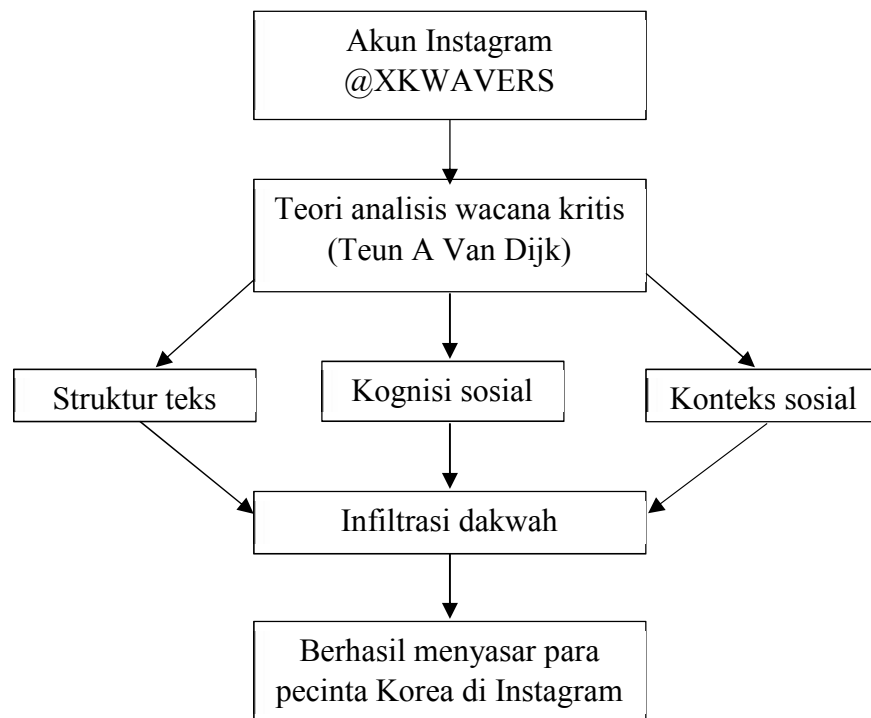 Akun Instagram
@XKWAVERS
Teori analisis wacana kritis
(Teun A Van Dijk)
Struktur teks
Kognisi sosial
Konteks sosial
Infiltrasi dakwah
Berhasil menyasar para
pecinta Korea di Instagram